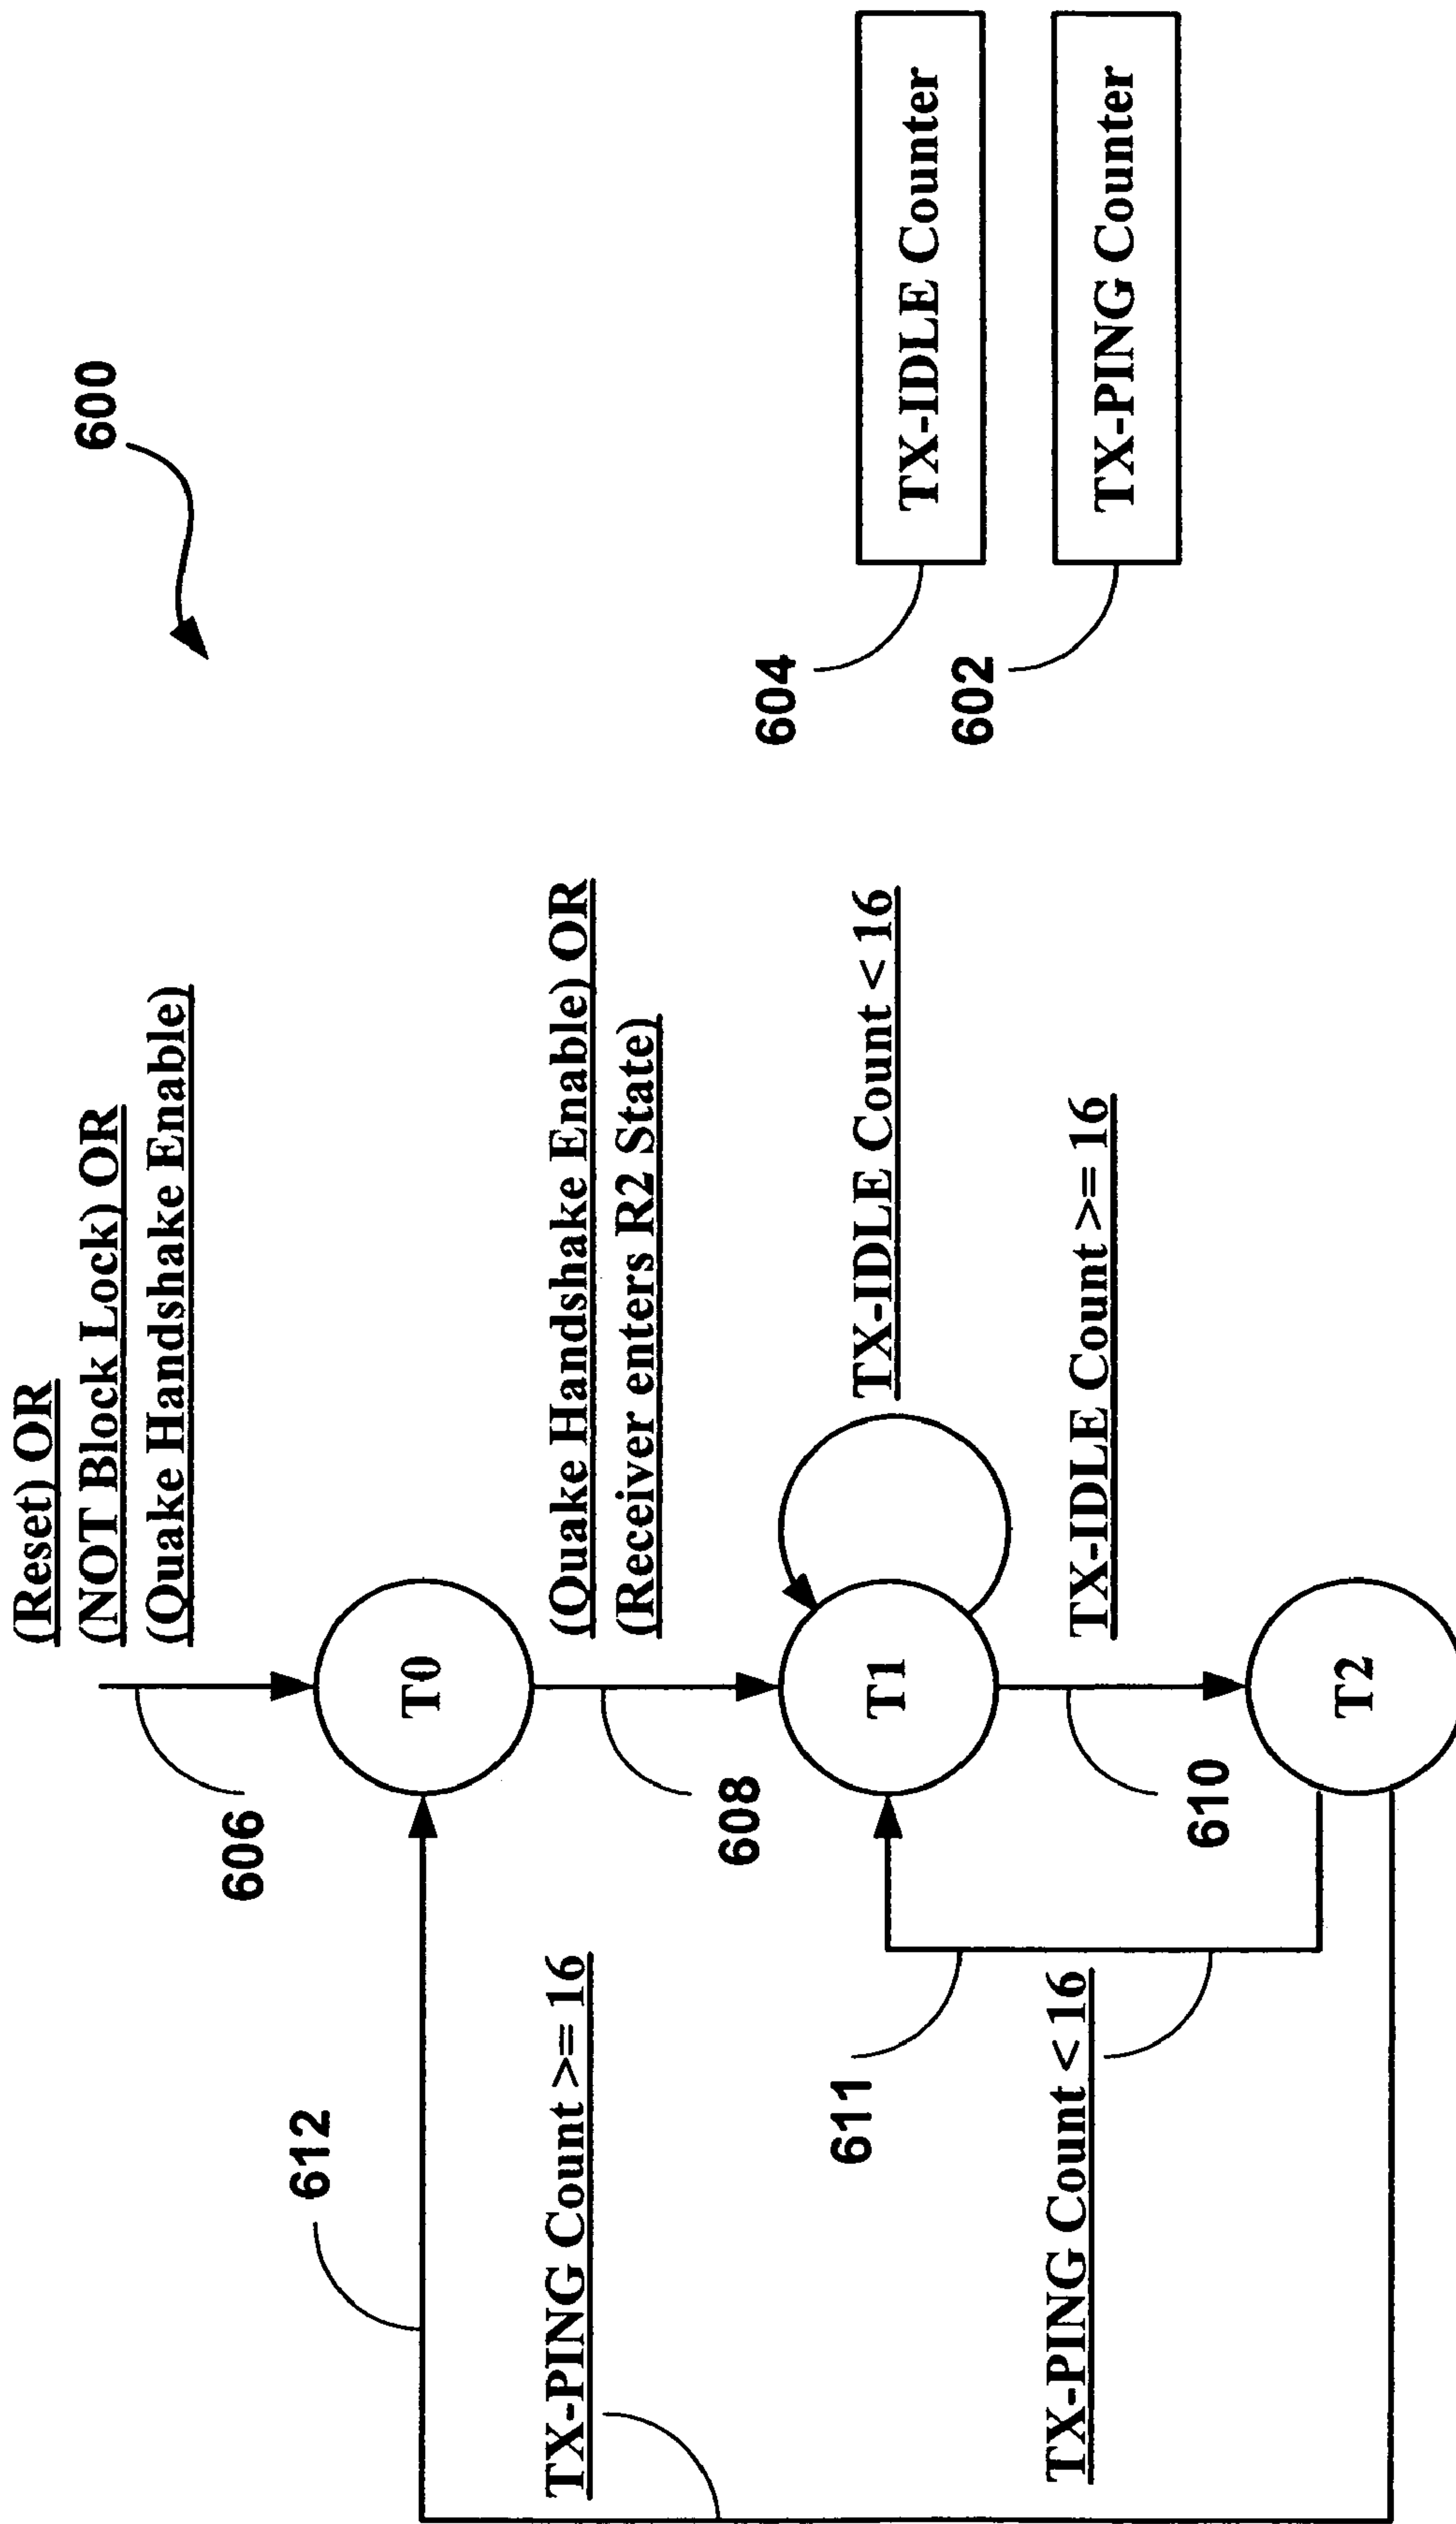 600
(Reset) OR
(NOT Block Lock) OR
(Quake Handshake Enable)
606
T0
612
(Quake Handshake Enable) OR
(Receiver enters R2 State)
608
TX-PING Count >= 16
TX-IDLE Count < 16
T1
611
TX-IDLE Count >= 16
610
TX-PING Count < 16
T2
604
TX-IDLE Counter
602
TX-PING Counter